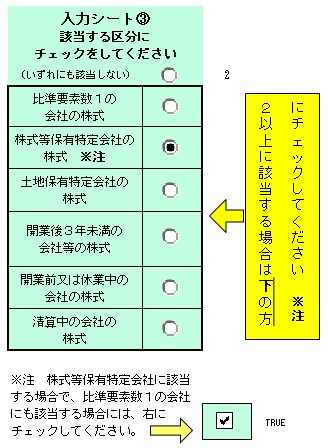 入力シート③
該当する区分に
チェックをしてください
(いずれにも該当しない)
2
比準要素数１の
会社の株式
株式等保有特定会社の
株式　※注
土地保有特定会社の
株式
開業後３年未満の
会社等の株式
開業前又は休業中の
会社の株式
清算中の会社の
株式
２以上に該当する場合は下の方
にチェックしてください　※注
※注　株式等保有特定会社に該当
する場合で、比準要素数１の会社
にも該当する場合には、右に
チェックしてください。
TRUE